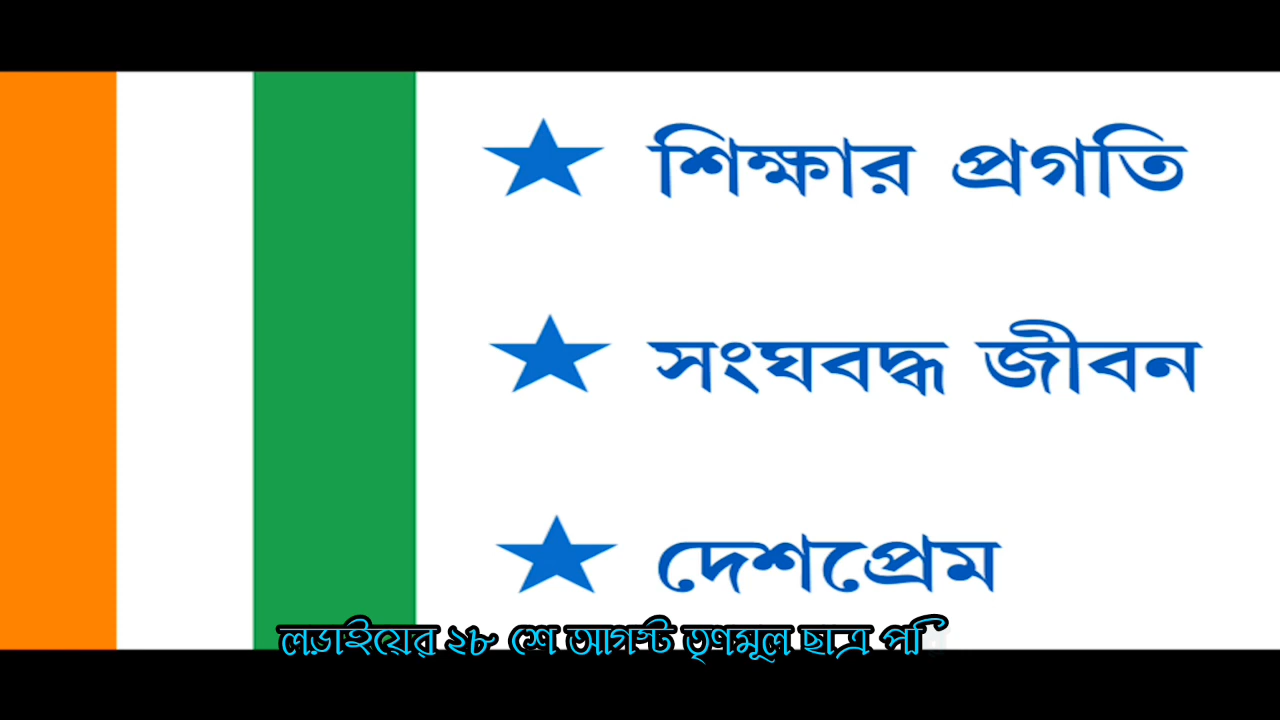 শিক্ষার প্রগতি
সংঘবদ্ধ জীবন
দেশপ্রেম
লড়াইয়ের ২৮ শে আগস্ট তৃণমূল ছাত্র